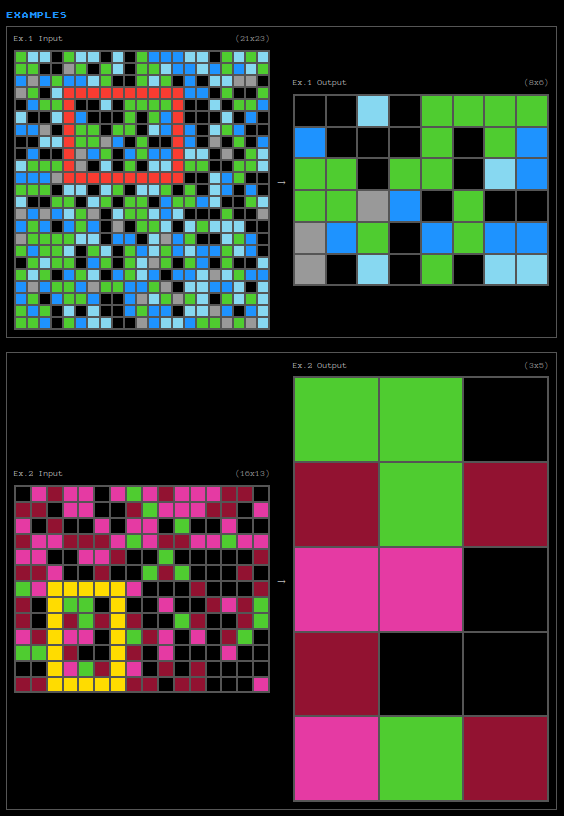 EXAMPLES
Ex.1 Input (21x23)
Ex.1 Output (8x6)
→
Ex.2 Input (16x13)
Ex.2 Output (3x5)
→